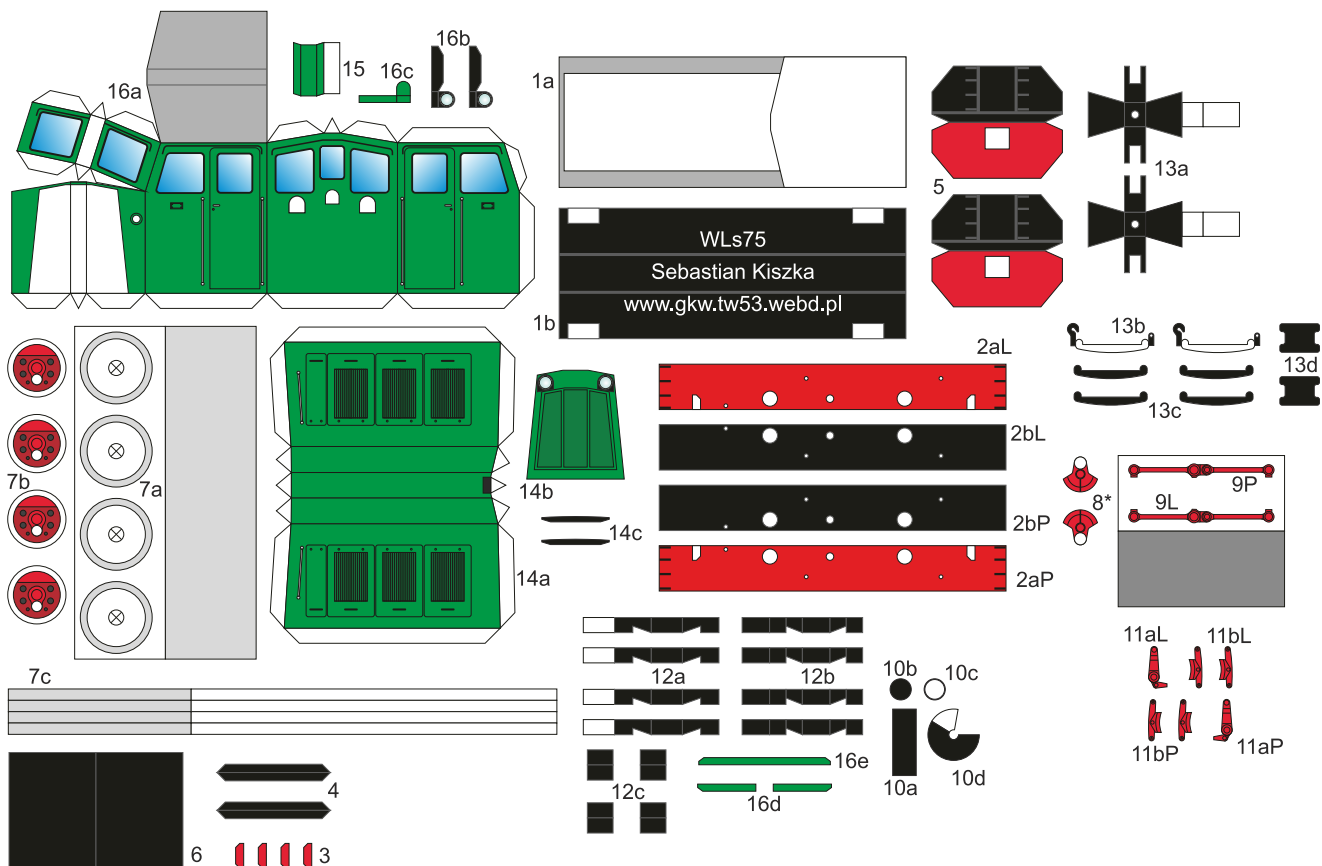 16a
15
16c
16b
1a
5
13a
WLs75
Sebastian Kiszka
www.gkw.tw53.webd.pl
1b
13b
13d
13c
2aL
2bL
2bP
2aP
7b
7a
14b
14c
14a
8*
9P
9L
11aL
11bL
11bP
11aP
7c
12a
12b
10b
10c
10a
10d
16e
16d
12c
4
6
3